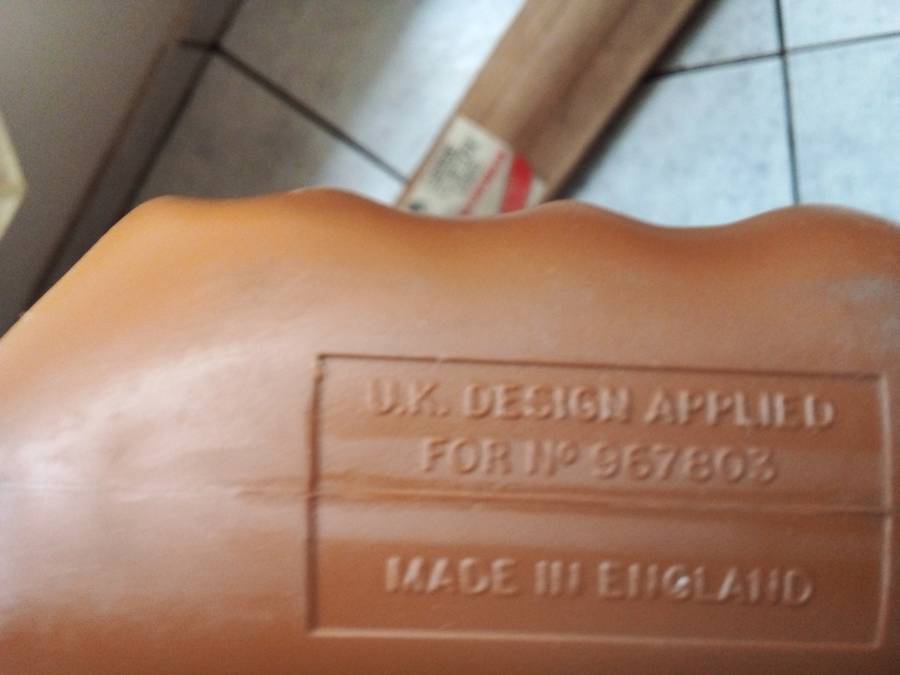 U.K. DESIGN APPLIED
FOR Nº 967803
MADE IN ENGLAND